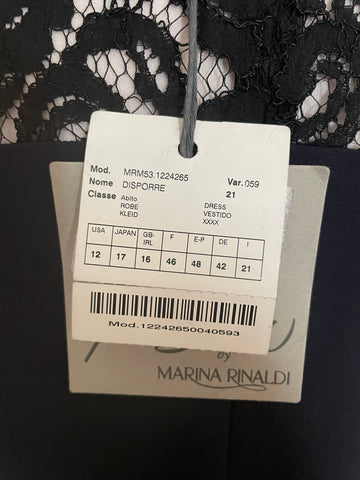 Mod. MRM53.1224265 Var. 059
Nome DISPORRE 21
Classe Abito DRESS
ROBE VESTIDO
KLEID XXXX
USA JAPAN GB-IRL F E-P DE I
12 17 16 46 48 42 21
Mod.12242650040593
by
MARINA RINALDI